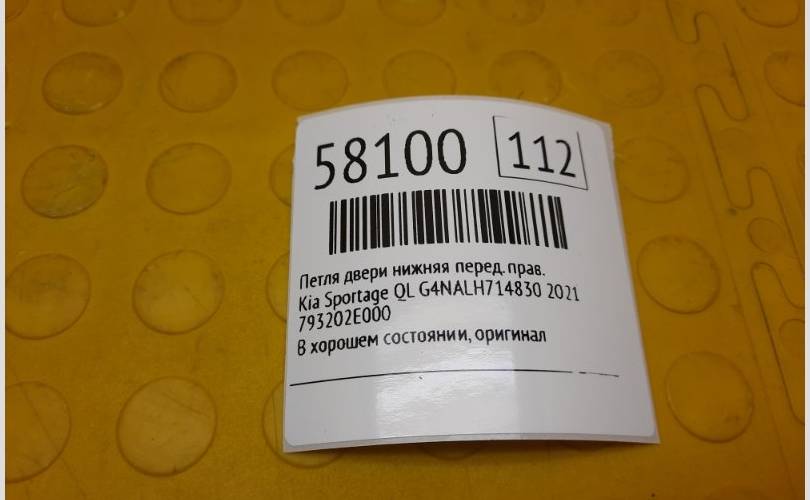 58100 112
Петля двери нижняя перед. прав.
Kia Sportage QL G4NALH714830 2021
793202E000
В хорошем состоянии, оригинал